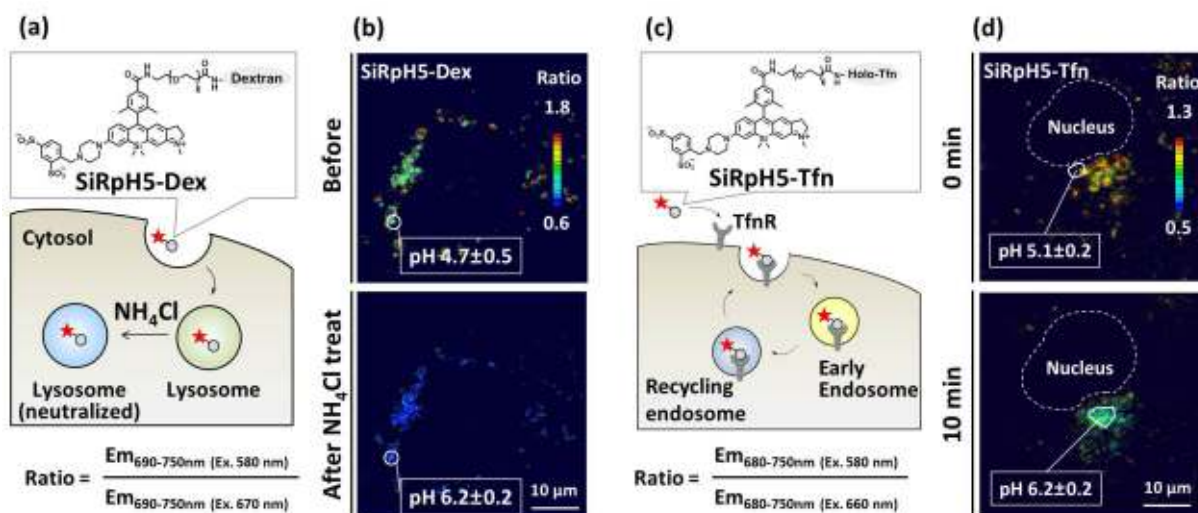 (a)
Dextran
SiRpH5-Dex
Cytosol
NH₄Cl
Lysosome
(neutralized)
Lysosome
Ratio = Em₆₉₀₋₇₅₀nm (Ex. 580 nm)
Em₆₉₀₋₇₅₀nm (Ex. 670 nm)
(b)
Before
SiRpH5-Dex
Ratio
1.8
0.6
pH 4.7±0.5
After NH₄Cl treat
pH 6.2±0.2
10 µm
(c)
Holo-Tfn
SiRpH5-Tfn
TfnR
Recycling
endosome
Early
Endosome
Ratio = Em₆₈₀₋₇₅₀nm (Ex. 580 nm)
Em₆₈₀₋₇₅₀nm (Ex. 660 nm)
(d)
0 min
SiRpH5-Tfn
Ratio
1.3
Nucleus
0.5
pH 5.1±0.2
10 min
Nucleus
pH 6.2±0.2
10 µm